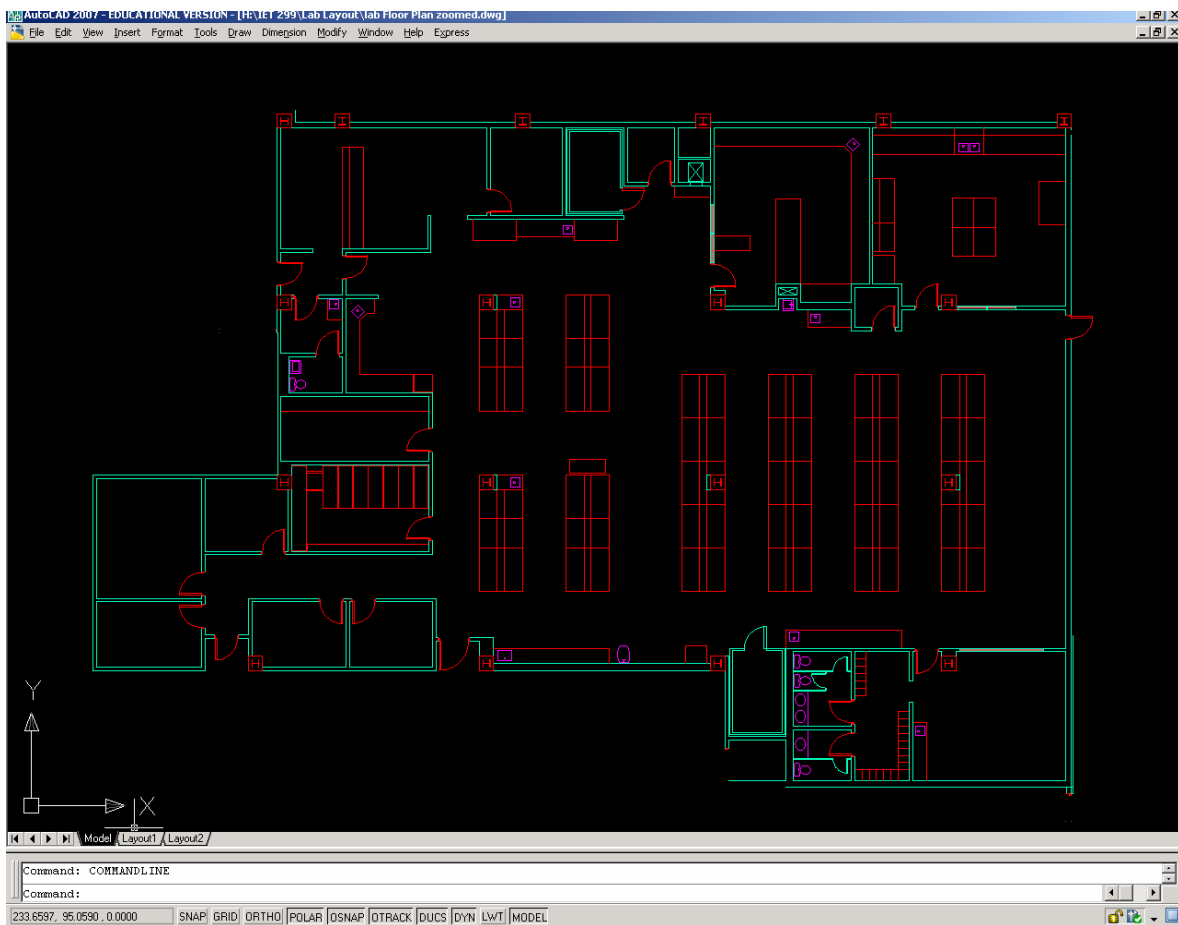 AutoCAD 2007 - EDUCATIONAL VERSION - [H:\IET 299\Lab Layout\lab Floor Plan zoomed.dwg]
File Edit View Insert Format Tools Draw Dimension Modify Window Help Express
Y
X
Model Layout1 Layout2
Command: COMMANDLINE
Command:
233.6597, 95.0590 , 0.0000 SNAP GRID ORTHO POLAR OSNAP OTRACK DUCS DYN LWT MODEL